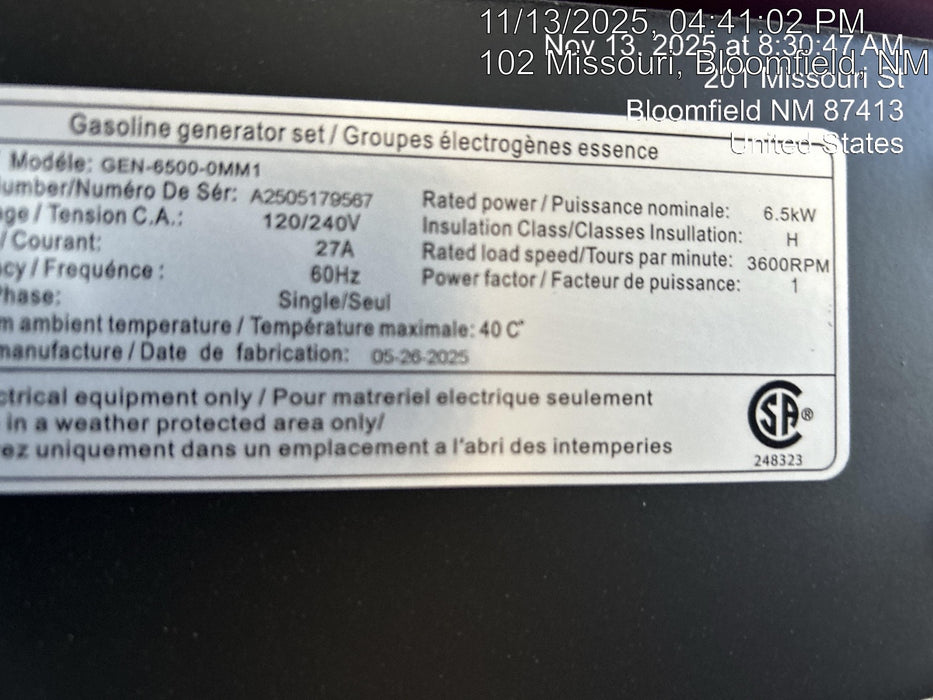 11/13/2025, 04:41:02 PM
Nov 13, 2025 at 8:30:47 AM
102 Missouri, Bloomfield, NM
201 Missouri St
Bloomfield NM 87413
United States
Gasoline generator set / Groupes électrogènes essence
/ Modéle: GEN-6500-0MM1
umber/Numéro De Sér: A2505179567
ge / Tension C.A.: 120/240V
/ Courant: 27A
cy / Frequénce : 60Hz
Phase: Single/Seul
Rated power / Puissance nominale: 6.5kW
Insulation Class/Classes Insullation: H
Rated load speed/Tours par minute: 3600RPM
Power factor / Facteur de puissance: 1
m ambient temperature / Température maximale: 40 C°
manufacture / Date de fabrication: 05-26-2025
ctrical equipment only / Pour matreriel electrique seulement
in a weather protected area only/
ez uniquement dans un emplacement a l'abri des intemperies
SA ®
248323